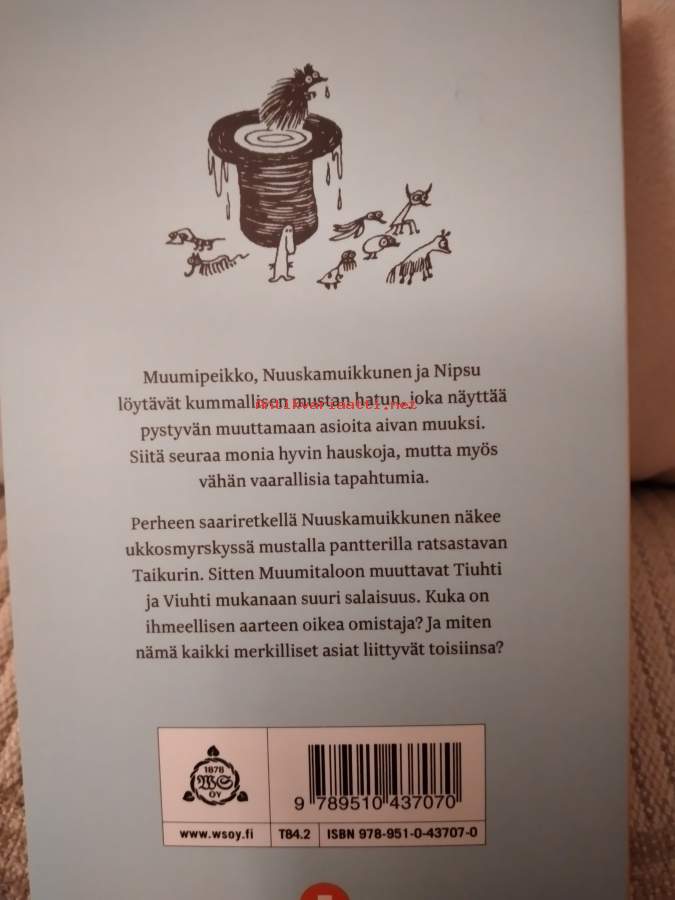 Muumipeikko, Nuuskamuikkunen ja Nipsu
löytävät kummallisen mustan hatun, joka näyttää
antikvariaatti.net
pystyvän muuttamaan asioita aivan muuksi.
Siitä seuraa monia hyvin hauskoja, mutta myös
vähän vaarallisia tapahtumia.
Perheen saariretkellä Nuuskamuikkunen näkee
ukkosmyrskyssä mustalla pantterilla ratsastavan
Taikurin. Sitten Muumitaloon muuttavat Tiuhti
ja Viuhti mukanaan suuri salaisuus. Kuka on
ihmeellisen aarteen oikea omistaja? Ja miten
nämä kaikki merkilliset asiat liittyvät toisiinsa?
1878
WS
OY
9 789510 437070
www.wsoy.fi
T84.2
ISBN 978-951-0-43707-0